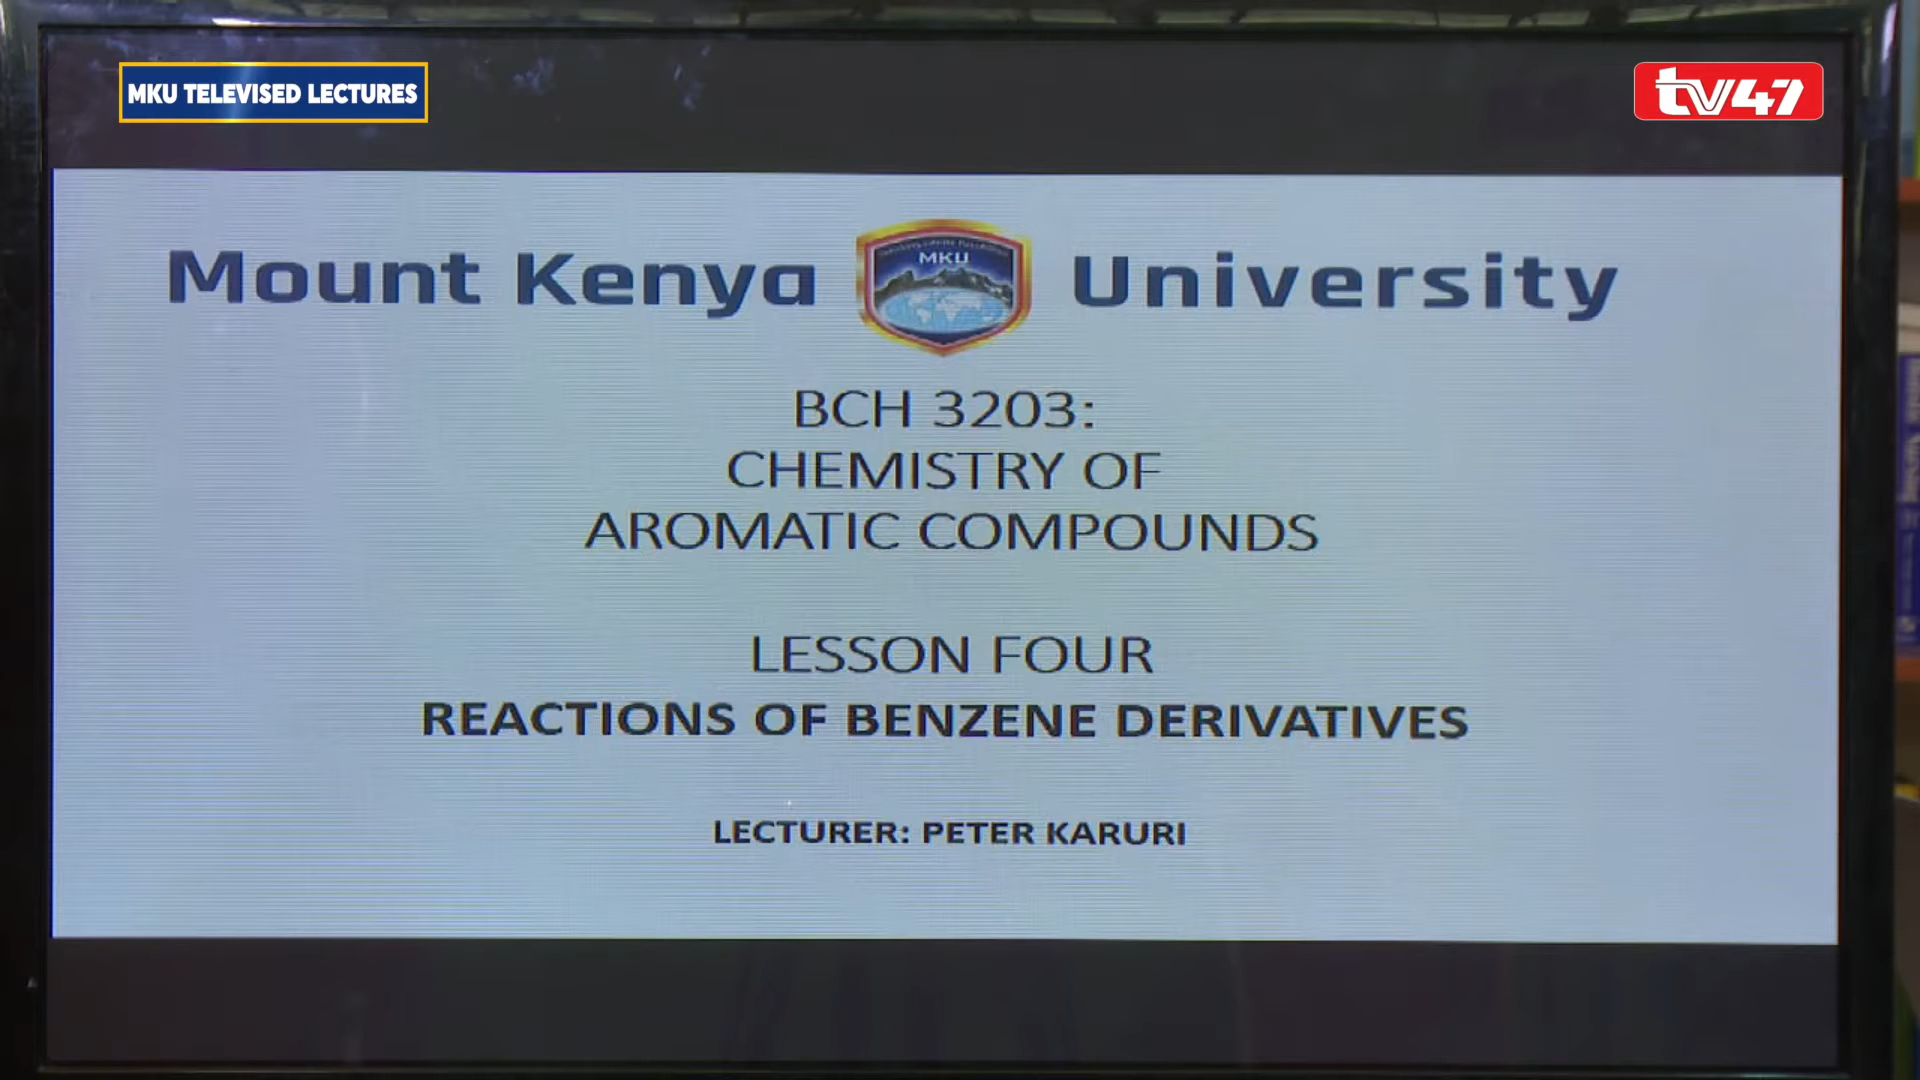 MKU TELEVISED LECTURES
tv47
Mount Kenya University
MKU
BCH 3203:
CHEMISTRY OF
AROMATIC COMPOUNDS
LESSON FOUR
REACTIONS OF BENZENE DERIVATIVES
LECTURER: PETER KARURI